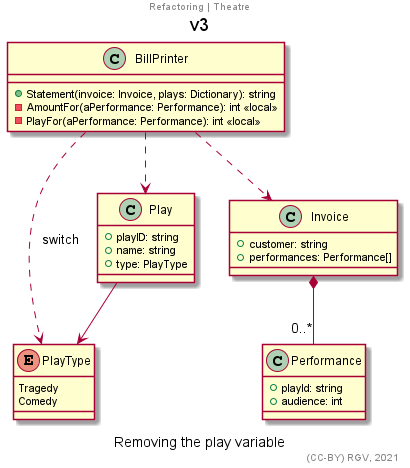 Refactoring | Theatre
v3
C BillPrinter
Statement(invoice: Invoice, plays: Dictionary): string
AmountFor(aPerformance: Performance): int «local»
PlayFor(aPerformance: Performance): int «local»
switch
C Play
playID: string
name: string
type: PlayType
C Invoice
customer: string
performances: Performance[]
0..*
E PlayType
Tragedy
Comedy
C Performance
playId: string
audience: int
Removing the play variable
(CC-BY) RGV, 2021